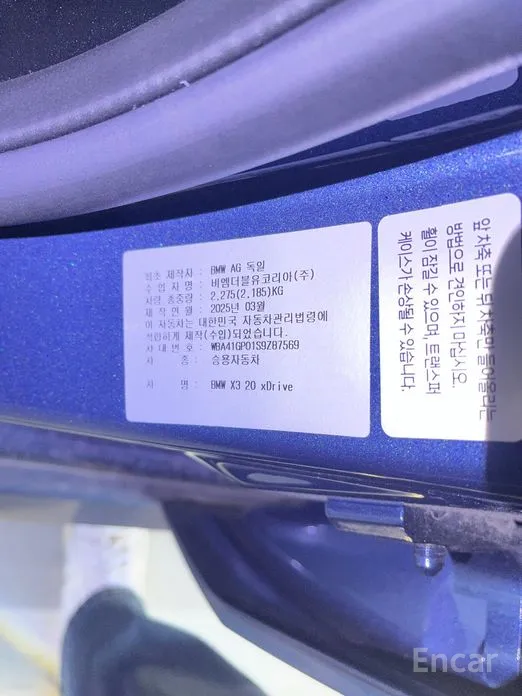 최초 제작자 : BMW AG 독일
수 입 자 명 : 비엠더블유코리아(주)
차량 총중량 : 2,275(2,185)KG
제 작 연 월 : 2025년 03월
이 자동차는 대한민국 자동차관리법령에
적합하게 제작(수입)되었습니다.
차 대 번 호 : WBA41GP01S9Z87569
차 종 : 승용자동차
차 명 : BMW X3 20 xDrive
앞 차축 또는 뒤 차축만 들어올리는
방법으로 견인하지 마십시오.
휠이 잠길 수 있으며, 트랜스퍼
케이스가 손상될 수 있습니다.
Encar